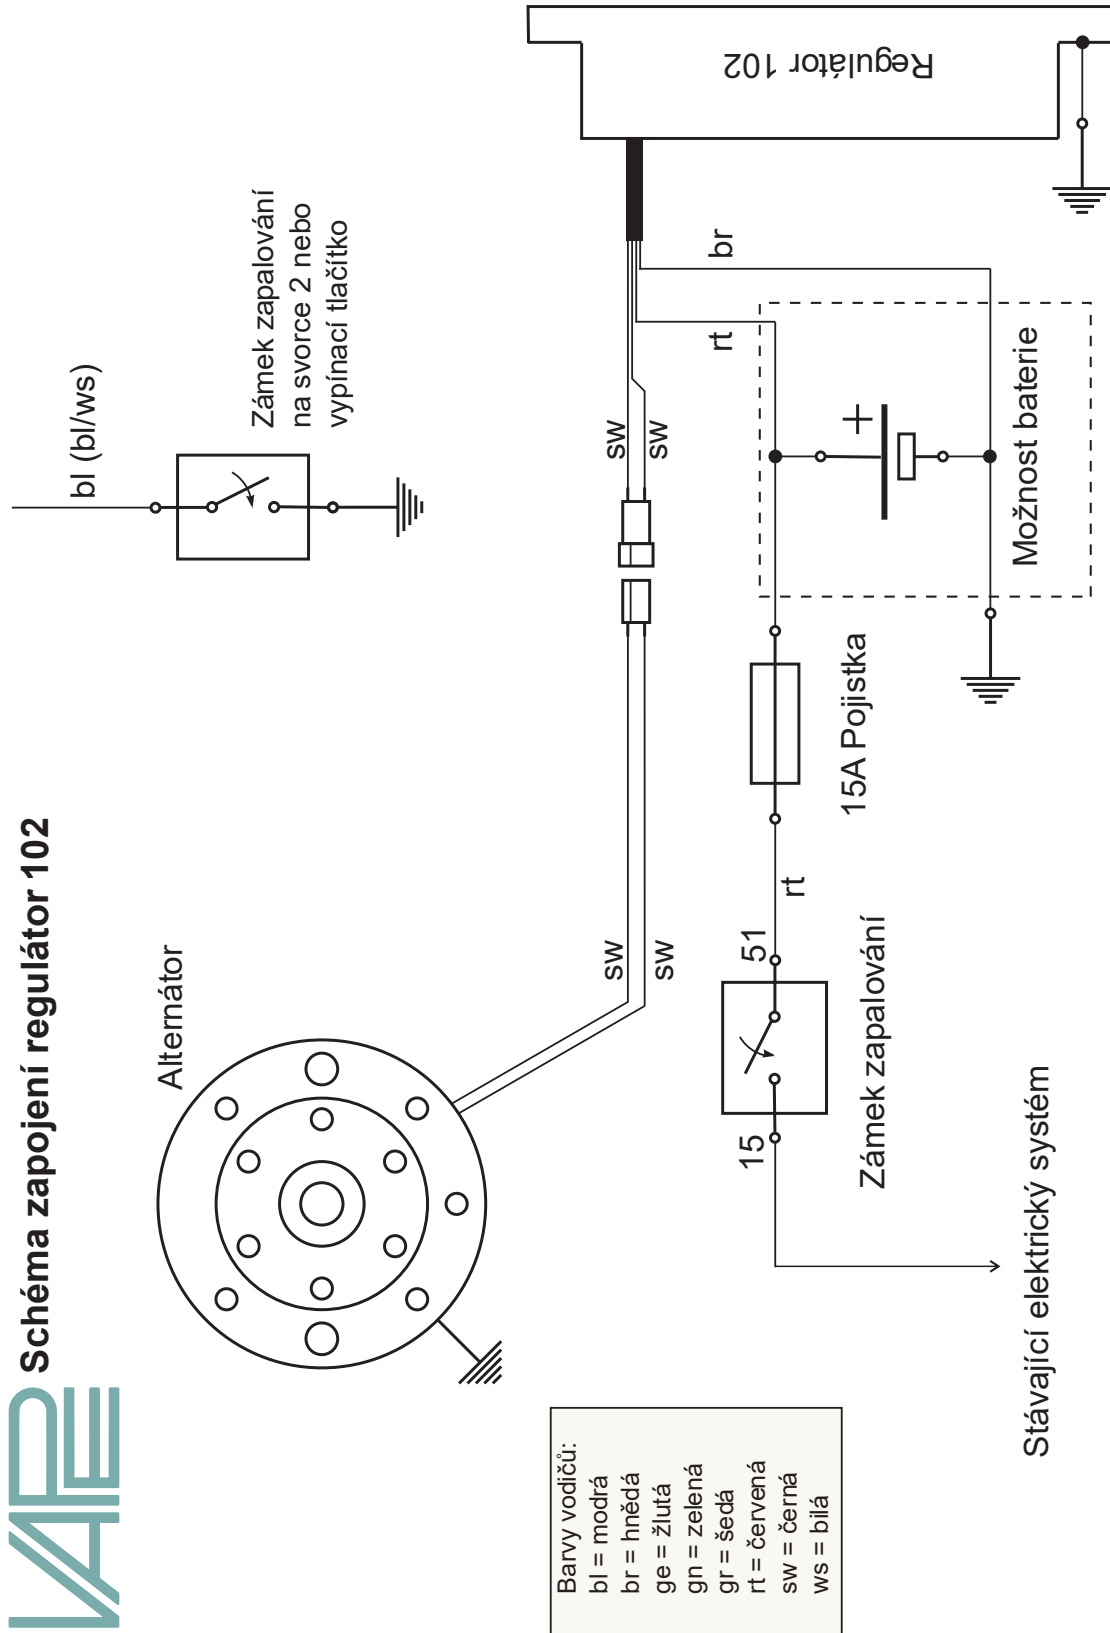 VAPE
Schéma zapojení regulátor 102
Alternátor
bl (bl/ws)
Zámek zapalování
na svorce 2 nebo
vypínací tlačítko
Regulátor 102
sw
sw
sw
sw
rt
br
51
15
rt
Zámek zapalování
15A Pojistka
+
Možnost baterie
Stávající elektrický systém
Barvy vodičů:
bl = modrá
br = hnědá
ge = žlutá
gn = zelená
gr = šedá
rt = červená
sw = černá
ws = bílá